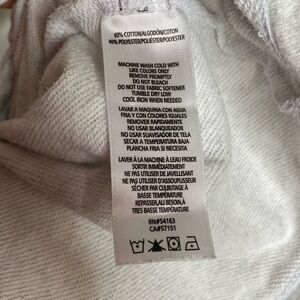 60% COTTON/ALGODÓN/COTON
40% POLYESTER/POLIÉSTER/POLYESTER
MACHINE WASH COLD WITH
LIKE COLORS ONLY
REMOVE PROMPTLY
DO NOT BLEACH
DO NOT USE FABRIC SOFTENER
TUMBLE DRY LOW
COOL IRON WHEN NEEDED
LAVAR A MAQUINA CON AGUA
FRIA Y CON COLORES IGUALES
REMOVER RAPIDAMENTE
NO USAR BLANQUEADOR
NO USAR SUAVISADOR DE TELA
SECAR A TEMPERATURA BAJA
PLANCHA FRIA SI NECESITA
LAVER À LA MACHINE À L'EAU FROIDE
SORTIR IMMÉDIATEMENT
NE PAS UTILISER DE JAVELLISANT
NE PAS UTILISER D'ASSOUPLISSEUR
SÉCHER PAR CULBUTAGE À
BASSE TEMPÉRATURE
REPASSER, AU BESOIN À
TRES BASSE TEMPÉRATURE
RN#54163
CA#57151